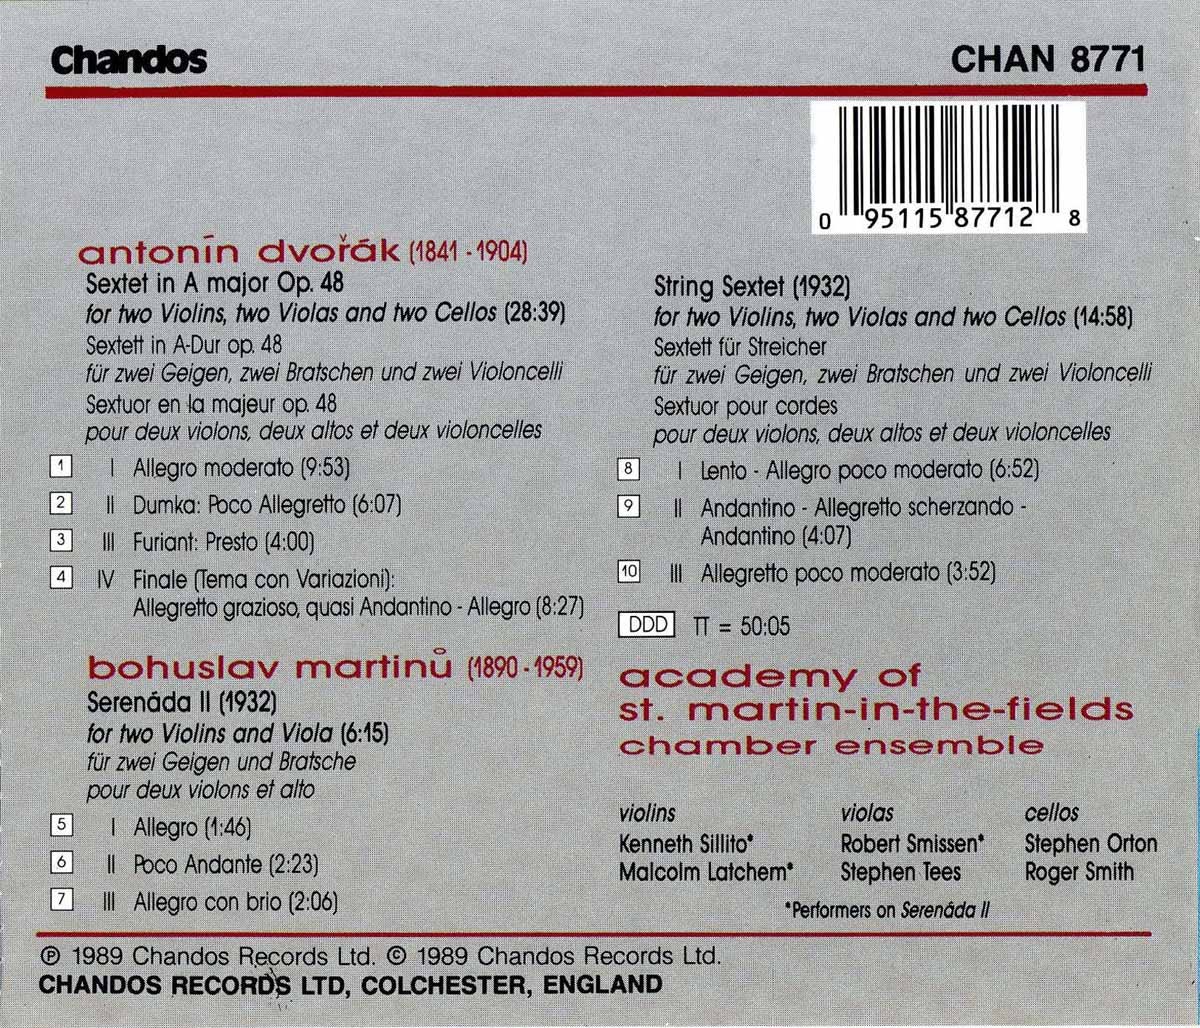 Chandos
CHAN 8771
0 95115 87712 8
antonín dvořák (1841 - 1904)
Sextet in A major Op. 48
for two Violins, two Violas and two Cellos (28:39)
Sextett in A-Dur op. 48
für zwei Geigen, zwei Bratschen und zwei Violoncelli
Sextuor en la majeur op. 48
pour deux violons, deux altos et deux violoncelles
1 I Allegro moderato (9:53)
2 II Dumka: Poco Allegretto (6:07)
3 III Furiant: Presto (4:00)
4 IV Finale (Tema con Variazioni):
Allegretto grazioso, quasi Andantino - Allegro (8:27)
bohuslav martinů (1890 - 1959)
Serenáda II (1932)
for two Violins and Viola (6:15)
für zwei Geigen und Bratsche
pour deux violons et alto
5 I Allegro (1:46)
6 II Poco Andante (2:23)
7 III Allegro con brio (2:06)
String Sextet (1932)
for two Violins, two Violas and two Cellos (14:58)
Sextett für Streicher
für zwei Geigen, zwei Bratschen und zwei Violoncelli
Sextuor pour cordes
pour deux violons, deux altos et deux violoncelles
8 I Lento - Allegro poco moderato (6:52)
9 II Andantino - Allegretto scherzando -
Andantino (4:07)
10 III Allegretto poco moderato (3:52)
DDD TT = 50:05
academy of
st. martin-in-the-fields
chamber ensemble
violins violas cellos
Kenneth Sillito* Robert Smissen* Stephen Orton
Malcolm Latchem* Stephen Tees Roger Smith
*Performers on Serenáda II
℗ 1989 Chandos Records Ltd. © 1989 Chandos Records Ltd.
CHANDOS RECORDS LTD, COLCHESTER, ENGLAND